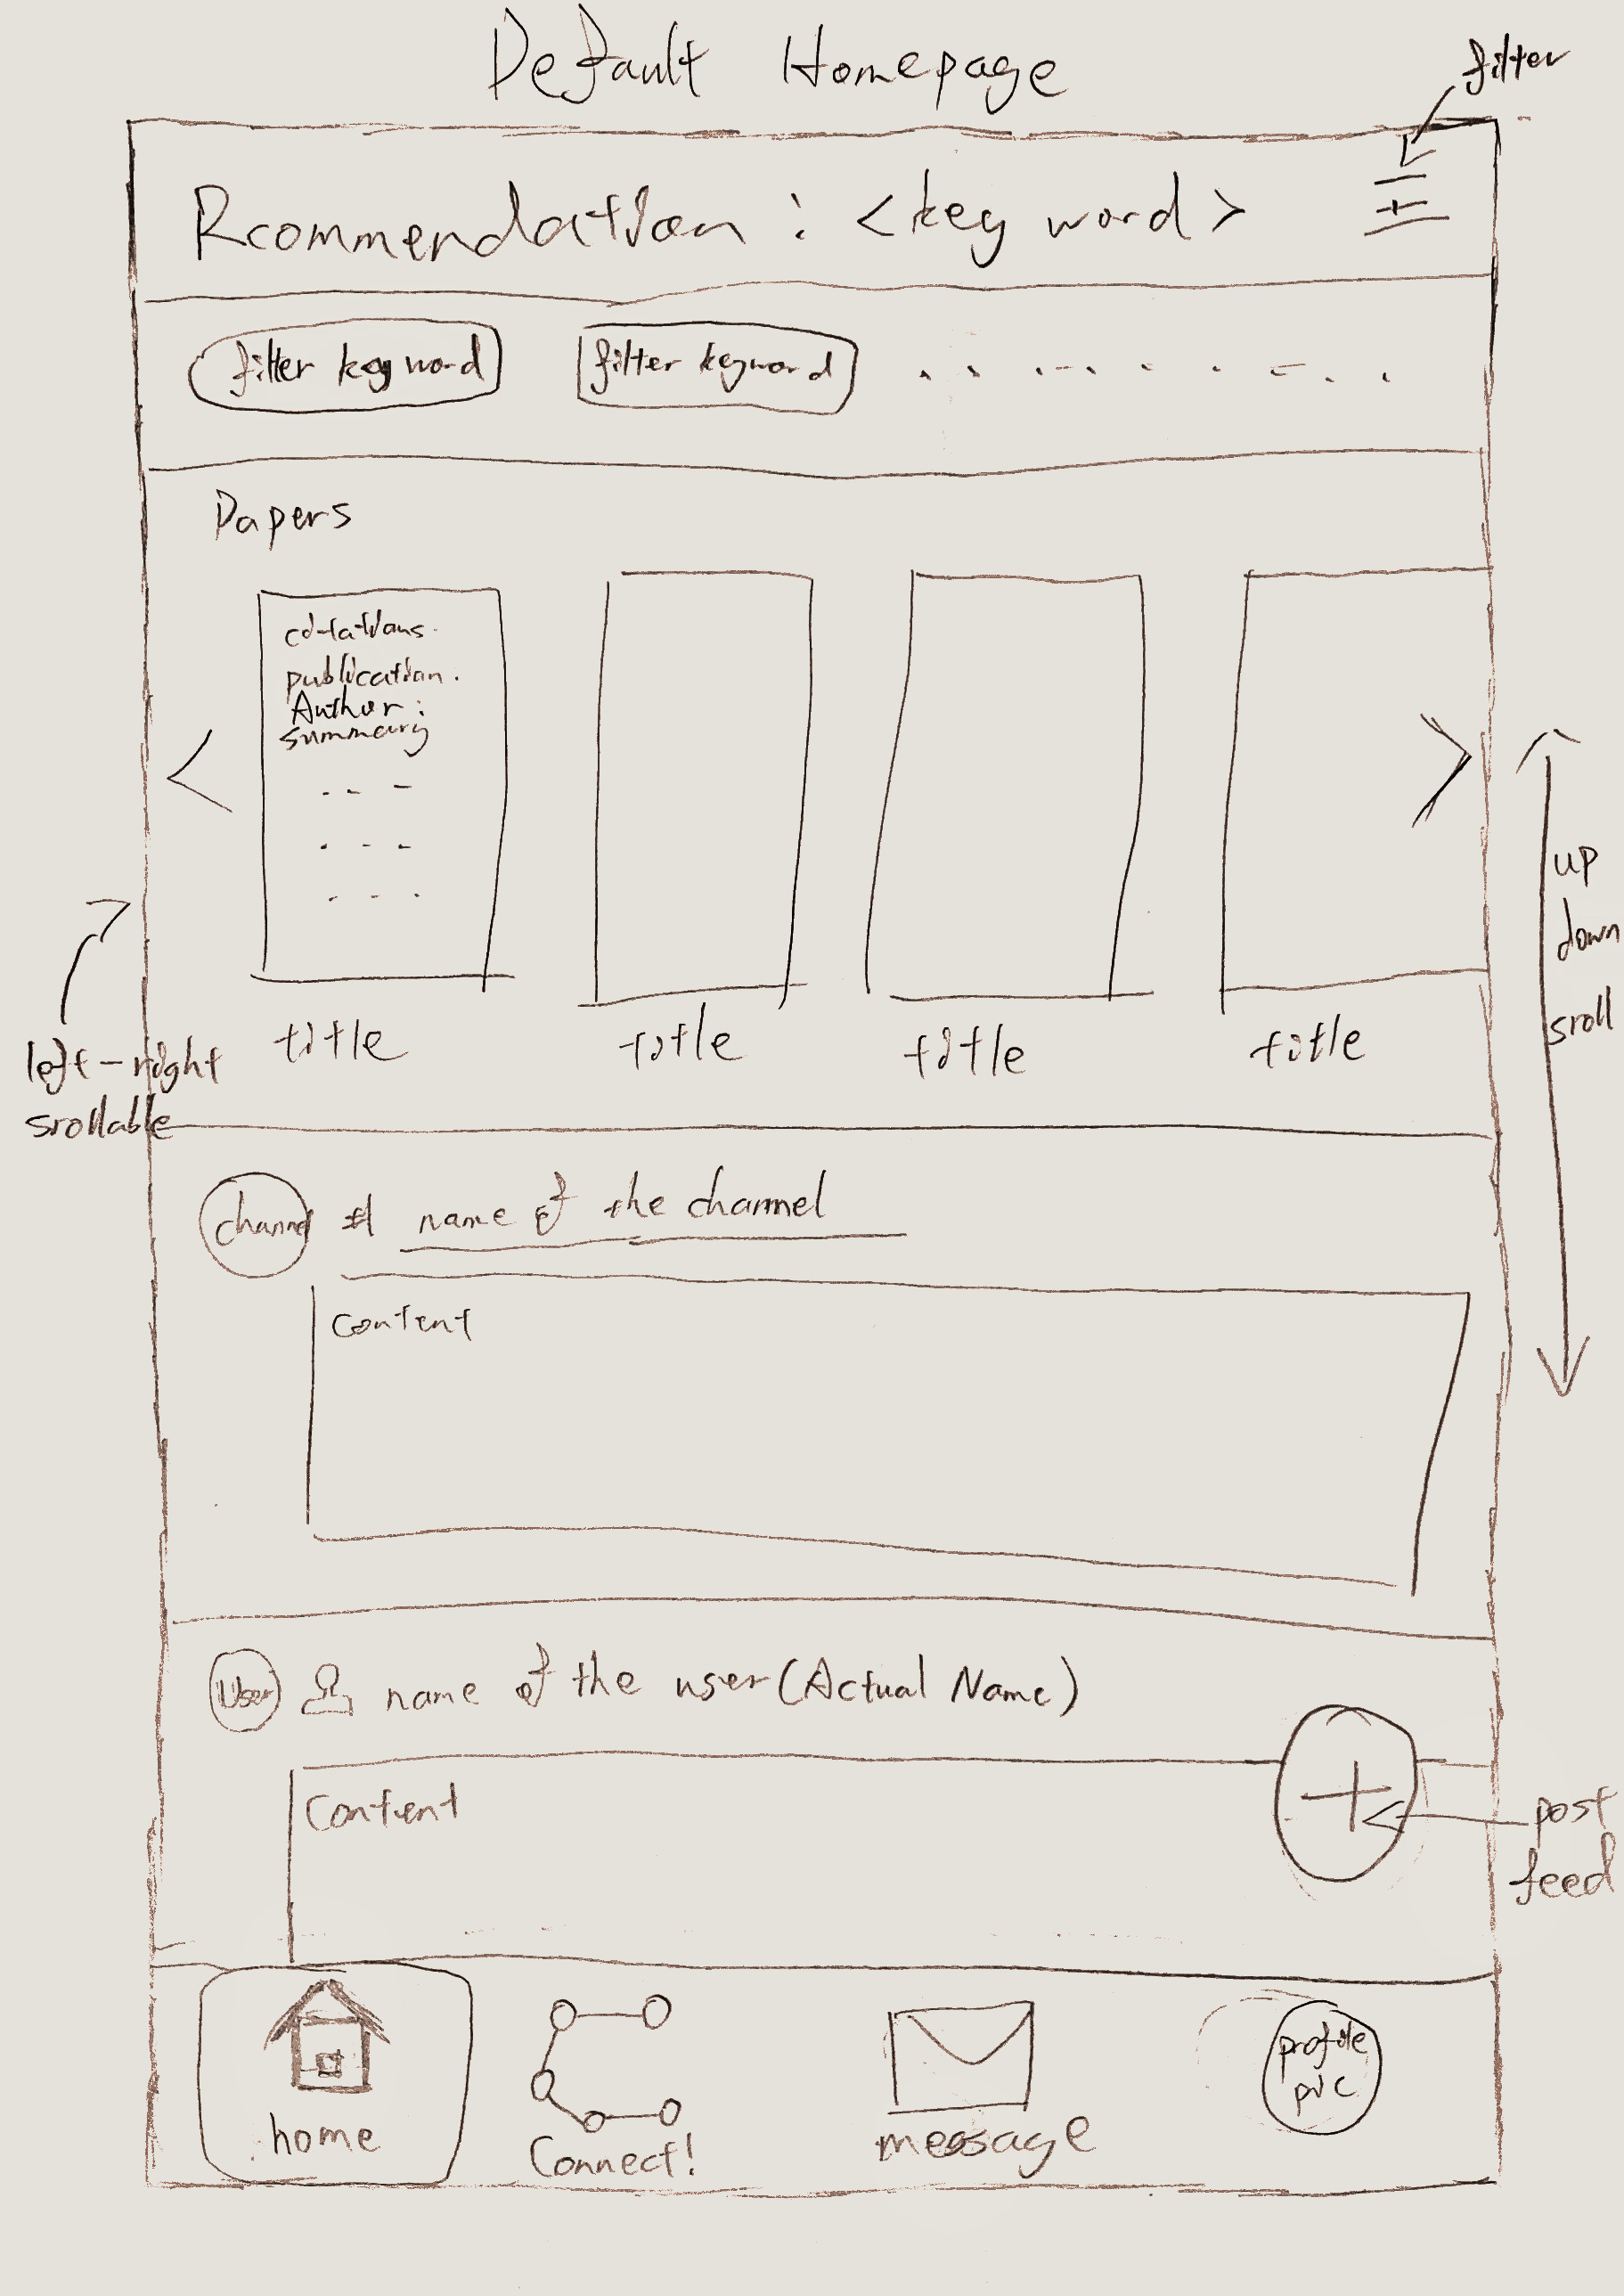 Default Homepage
filter
Rcommendation : <key word>
filter key word
filter keyword
Papers
citations.
publication.
Author :
summary
title
title
title
title
left-right
srollable
up
down
sroll
channel # name of the channel
content
User name of the user (Actual Name)
Content
post
feed
home
Connect!
message
profile
pic